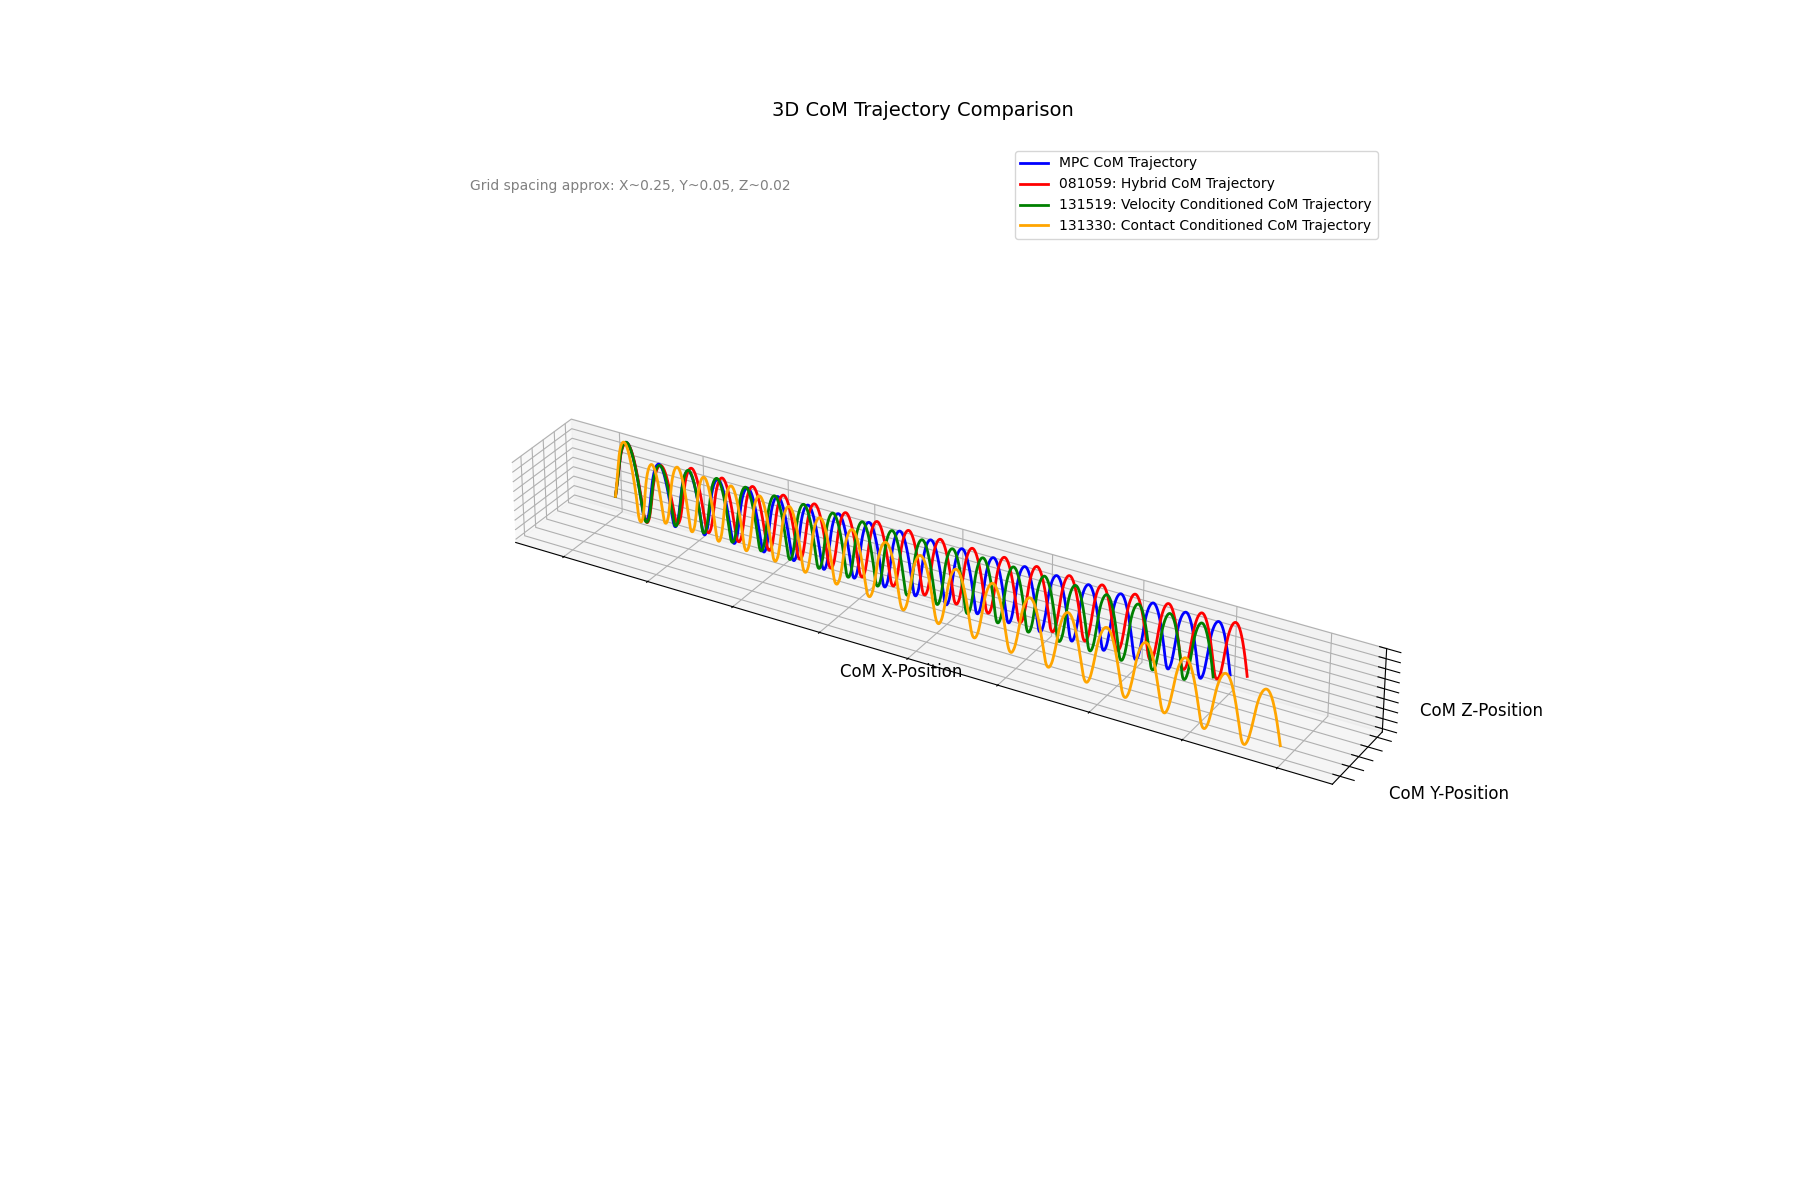 3D CoM Trajectory Comparison
MPC CoM Trajectory
081059: Hybrid CoM Trajectory
131519: Velocity Conditioned CoM Trajectory
131330: Contact Conditioned CoM Trajectory
Grid spacing approx: X~0.25, Y~0.05, Z~0.02
CoM X-Position
CoM Z-Position
CoM Y-Position